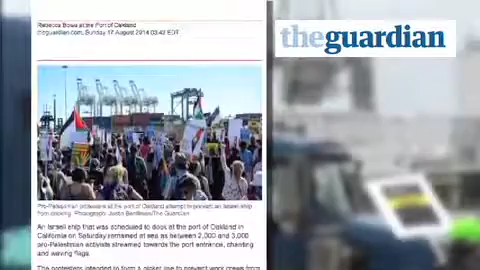 Rebecca Bowe at the Port of Oakland
theguardian.com, Sunday 17 August 2014 03.43 EDT
theguardian
Pro-Palestinian protesters at the port of Oakland attempt to prevent an Israeli ship
from docking. Photograph: Justin Benttinen/The Guardian
An Israeli ship that was scheduled to dock at the port of Oakland in
California on Saturday remained at sea as between 2,000 and 3,000
pro-Palestinian activists streamed towards the port entrance, chanting
and waving flags.
The protesters intended to form a picket line to prevent work crews from